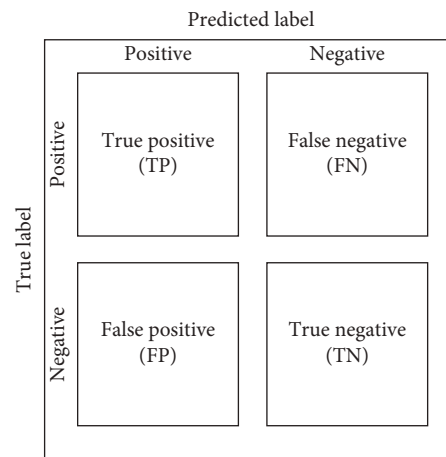 Predicted label
Positive
Negative
True label
Positive
True positive
(TP)
False negative
(FN)
Negative
False positive
(FP)
True negative
(TN)